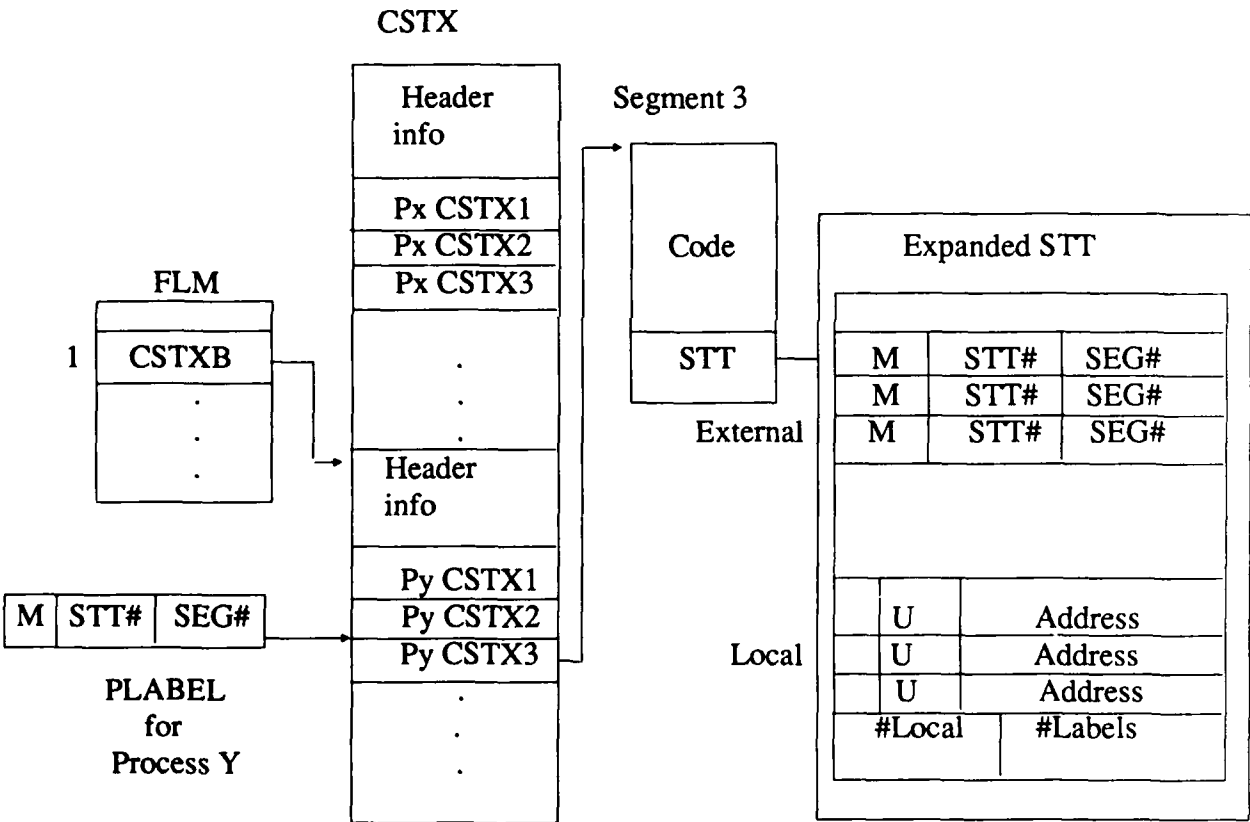 CSTX
Header
info
Px CSTX1
Px CSTX2
Px CSTX3
.
.
.
Header
info
Py CSTX1
Py CSTX2
Py CSTX3
.
.
.
FLM
1 CSTXB
.
.
.
M STT# SEG#
PLABEL
for
Process Y
Segment 3
Code
STT
Expanded STT
External
M STT# SEG#
M STT# SEG#
M STT# SEG#
Local
U Address
U Address
U Address
#Local #Labels